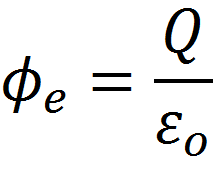 ϕₑ = Q / εₒ